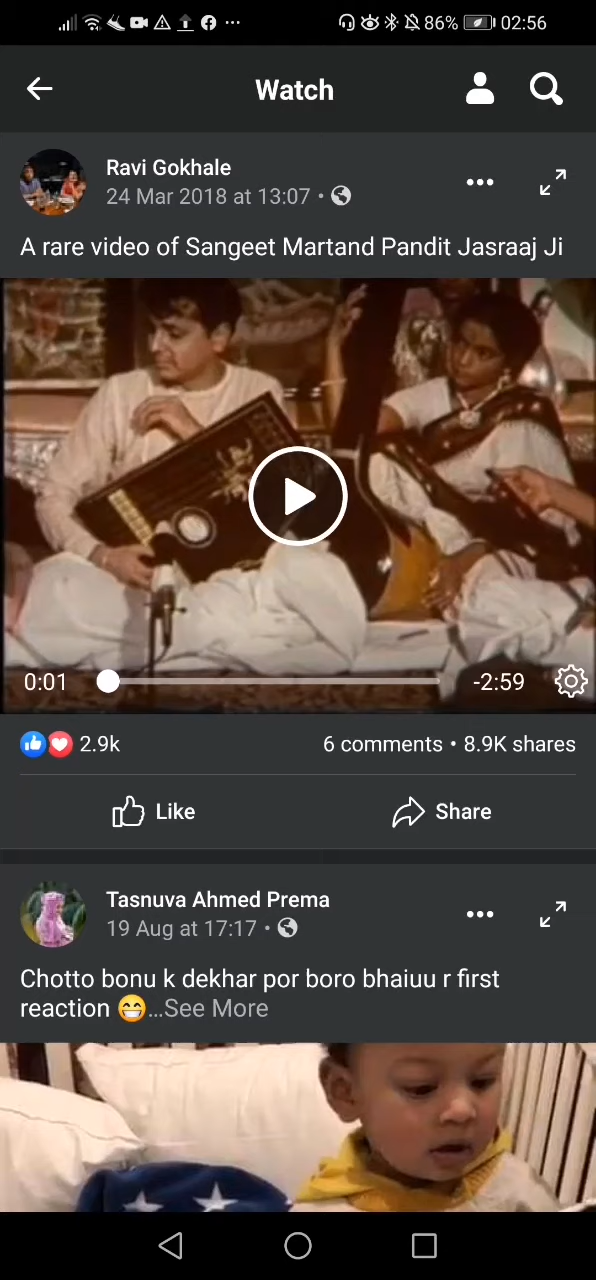 86% 02:56
Watch
Ravi Gokhale
24 Mar 2018 at 13:07 •
A rare video of Sangeet Martand Pandit Jasraaj Ji
0:01 -2:59
2.9k 6 comments • 8.9K shares
Like Share
Tasnuva Ahmed Prema
19 Aug at 17:17 •
Chotto bonu k dekhar por boro bhaiuu r first
reaction 😁...See More